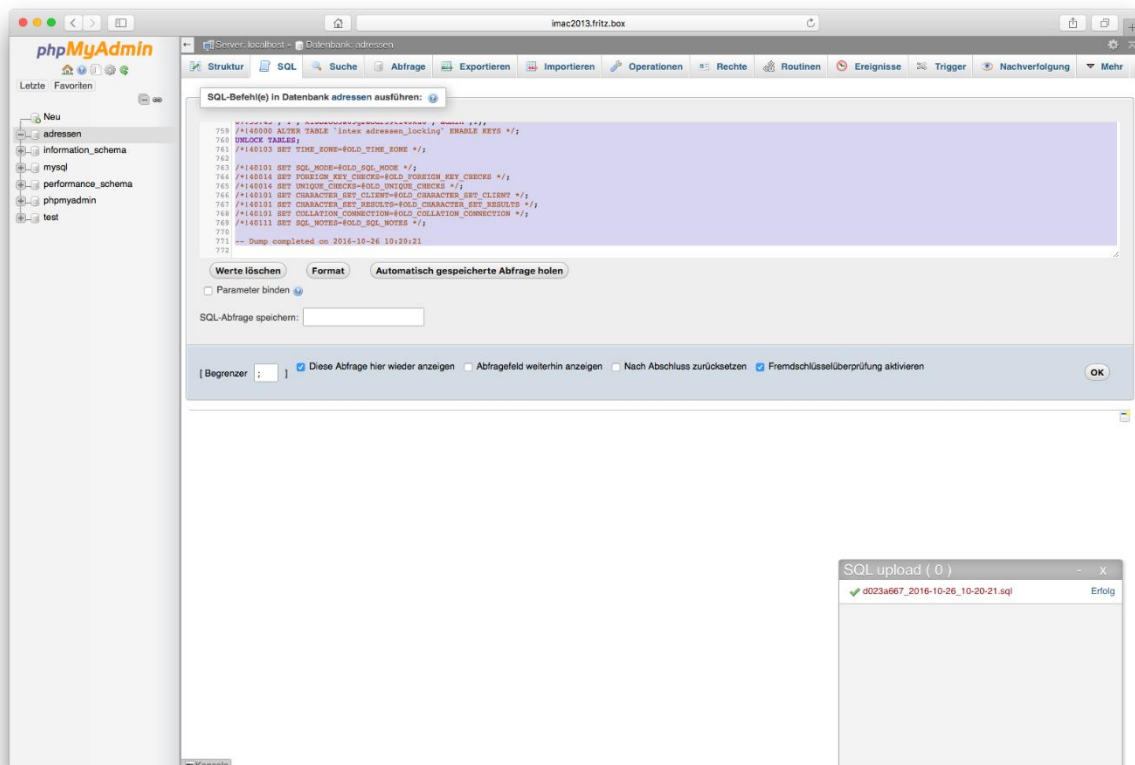 imac2013.fritz.box
phpMyAdmin
Letzte Favoriten
Neu
adressen
information_schema
mysql
performance_schema
phpmyadmin
test
Server: localhost » Datenbank: adressen
Struktur SQL Suche Abfrage Exportieren Importieren Operationen Rechte Routinen Ereignisse Trigger Nachverfolgung Mehr
SQL-Befehl(e) in Datenbank adressen ausführen:
759 /*!40000 ALTER TABLE `intex adressen_locking` ENABLE KEYS */;
760 UNLOCK TABLES;
761 /*!40103 SET TIME_ZONE=@OLD_TIME_ZONE */;
762
763 /*!40101 SET SQL_MODE=@OLD_SQL_MODE */;
764 /*!40014 SET FOREIGN_KEY_CHECKS=@OLD_FOREIGN_KEY_CHECKS */;
765 /*!40014 SET UNIQUE_CHECKS=@OLD_UNIQUE_CHECKS */;
766 /*!40101 SET CHARACTER_SET_CLIENT=@OLD_CHARACTER_SET_CLIENT */;
767 /*!40101 SET CHARACTER_SET_RESULTS=@OLD_CHARACTER_SET_RESULTS */;
768 /*!40101 SET COLLATION_CONNECTION=@OLD_COLLATION_CONNECTION */;
769 /*!40111 SET SQL_NOTES=@OLD_SQL_NOTES */;
770
771 -- Dump completed on 2016-10-26 10:20:21
772
Werte löschen Format Automatisch gespeicherte Abfrage holen
Parameter binden
SQL-Abfrage speichern:
[ Begrenzer ; ] Diese Abfrage hier wieder anzeigen Abfragefeld weiterhin anzeigen Nach Abschluss zurücksetzen Fremdschlüsselüberprüfung aktivieren OK
SQL upload ( 0 ) - x
d023a667_2016-10-26_10-20-21.sql Erfolg
Konsole